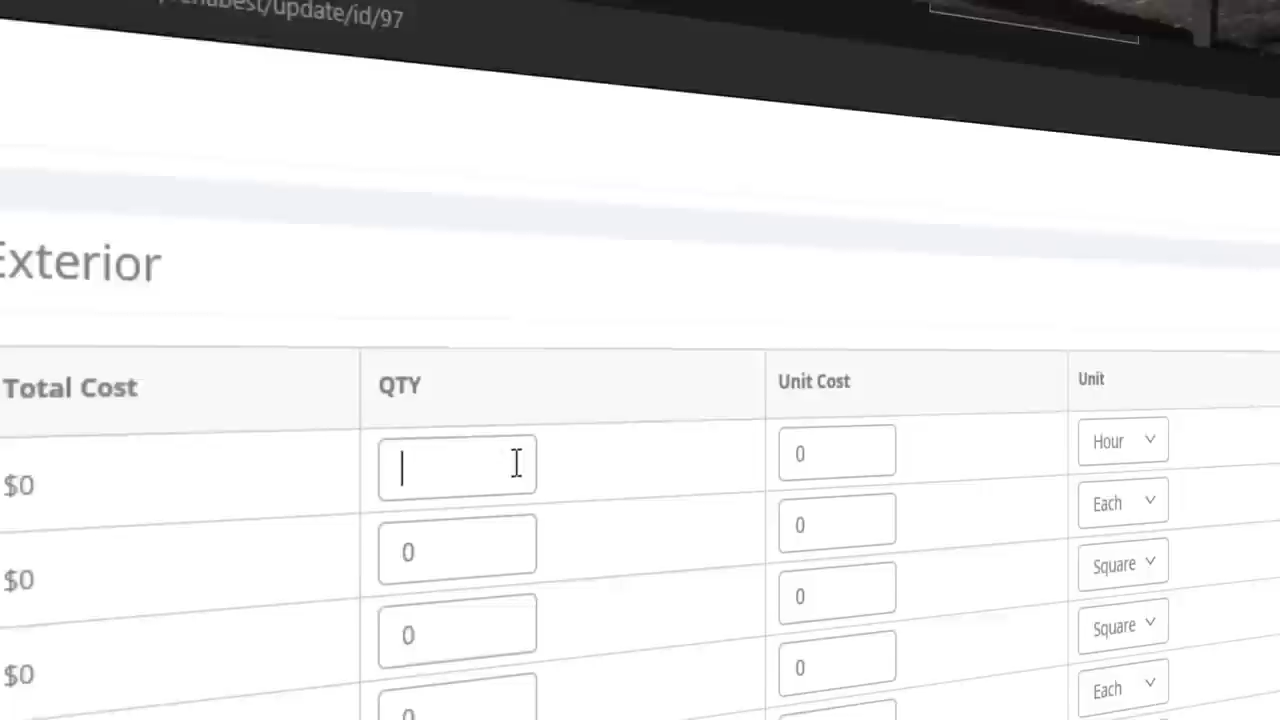 /update/id/97
Exterior
Total Cost QTY Unit Cost Unit
$0 0 Hour
$0 0 0 Each
$0 0 0 Square
0 0 Square
Each